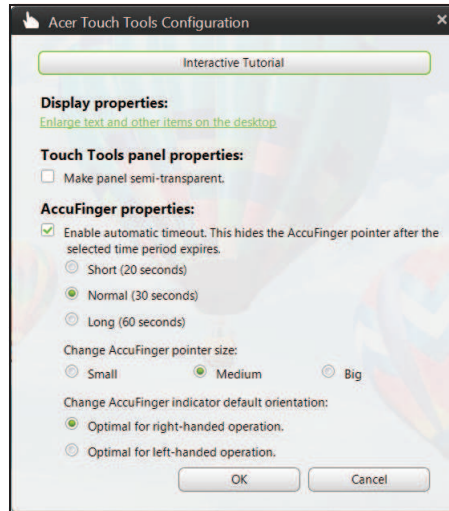 Acer Touch Tools Configuration
Interactive Tutorial
Display properties:
Enlarge text and other items on the desktop
Touch Tools panel properties:
Make panel semi-transparent.
AccuFinger properties:
Enable automatic timeout. This hides the AccuFinger pointer after the
selected time period expires.
Short (20 seconds)
Normal (30 seconds)
Long (60 seconds)
Change AccuFinger pointer size:
Small Medium Big
Change AccuFinger indicator default orientation:
Optimal for right-handed operation.
Optimal for left-handed operation.
OK Cancel